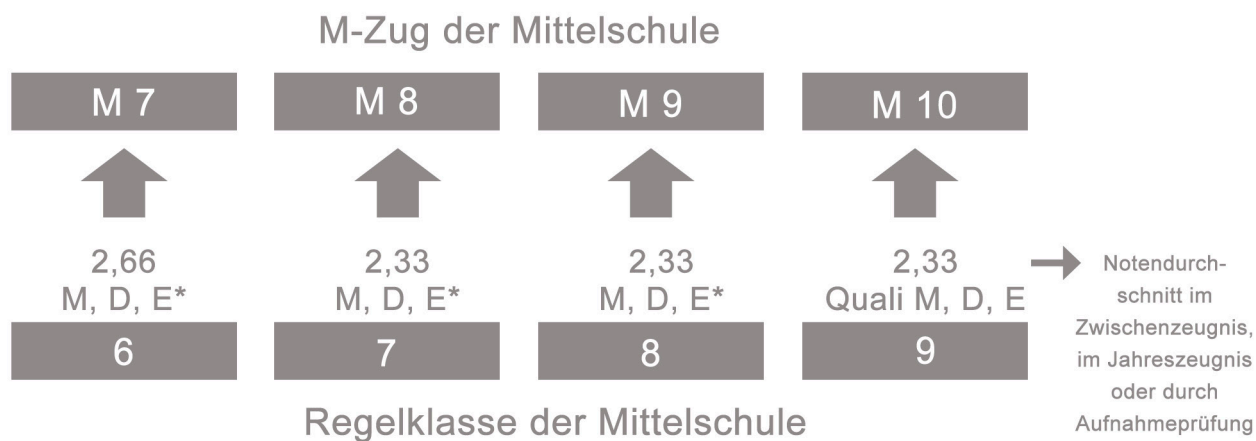 M-Zug der Mittelschule
M 7
M 8
M 9
M 10
2,66
M, D, E*
2,33
M, D, E*
2,33
M, D, E*
2,33
Quali M, D, E
Notendurch-
schnitt im
Zwischenzeugnis,
im Jahreszeugnis
oder durch
Aufnahmeprüfung
6
7
8
9
Regelklasse der Mittelschule